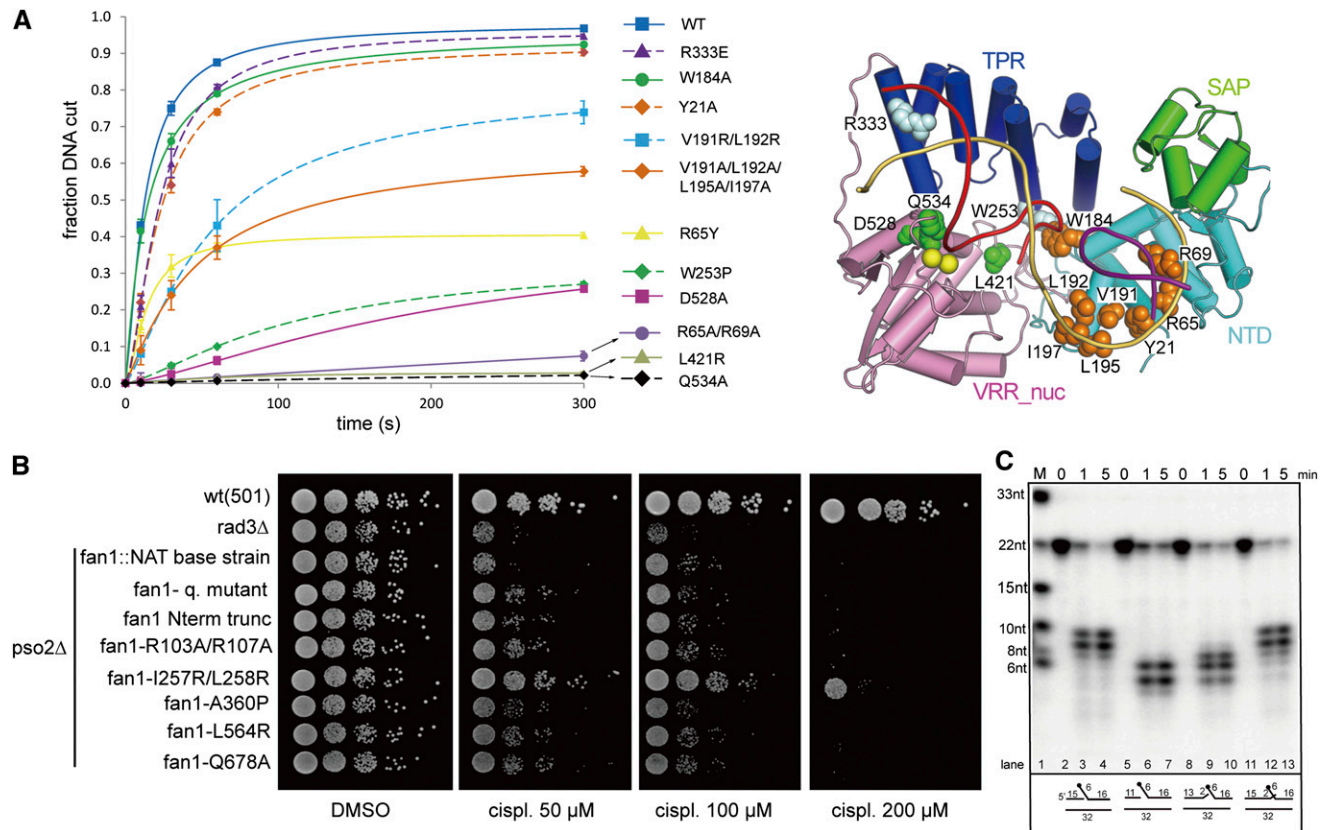 A
fraction DNA cut
1.0
0.9
0.8
0.7
0.6
0.5
0.4
0.3
0.2
0.1
0.0
0 100 200 300
time (s)
WT
R333E
W184A
Y21A
V191R/L192R
V191A/L192A/
L195A/I197A
R65Y
W253P
D528A
R65A/R69A
L421R
Q534A
TPR
SAP
R333
Q534
W253
D528
W184
R69
L421
L192
V191
R65
I197
Y21
NTD
L195
VRR_nuc
B
wt(501)
rad3Δ
fan1::NAT base strain
fan1- q. mutant
fan1 Nterm trunc
fan1-R103A/R107A
pso2Δ
fan1-I257R/L258R
fan1-A360P
fan1-L564R
fan1-Q678A
DMSO
cispl. 50 μM
cispl. 100 μM
cispl. 200 μM
C
M 0 1 5 0 1 5 0 1 5 0 1 5 min
33nt
22nt
15nt
10nt
8nt
6nt
lane 1 2 3 4 5 6 7 8 9 10 11 12 13
5' 15 6 16 11 6 16 13 2 6 16 15 2 6 16
32 32 32 32